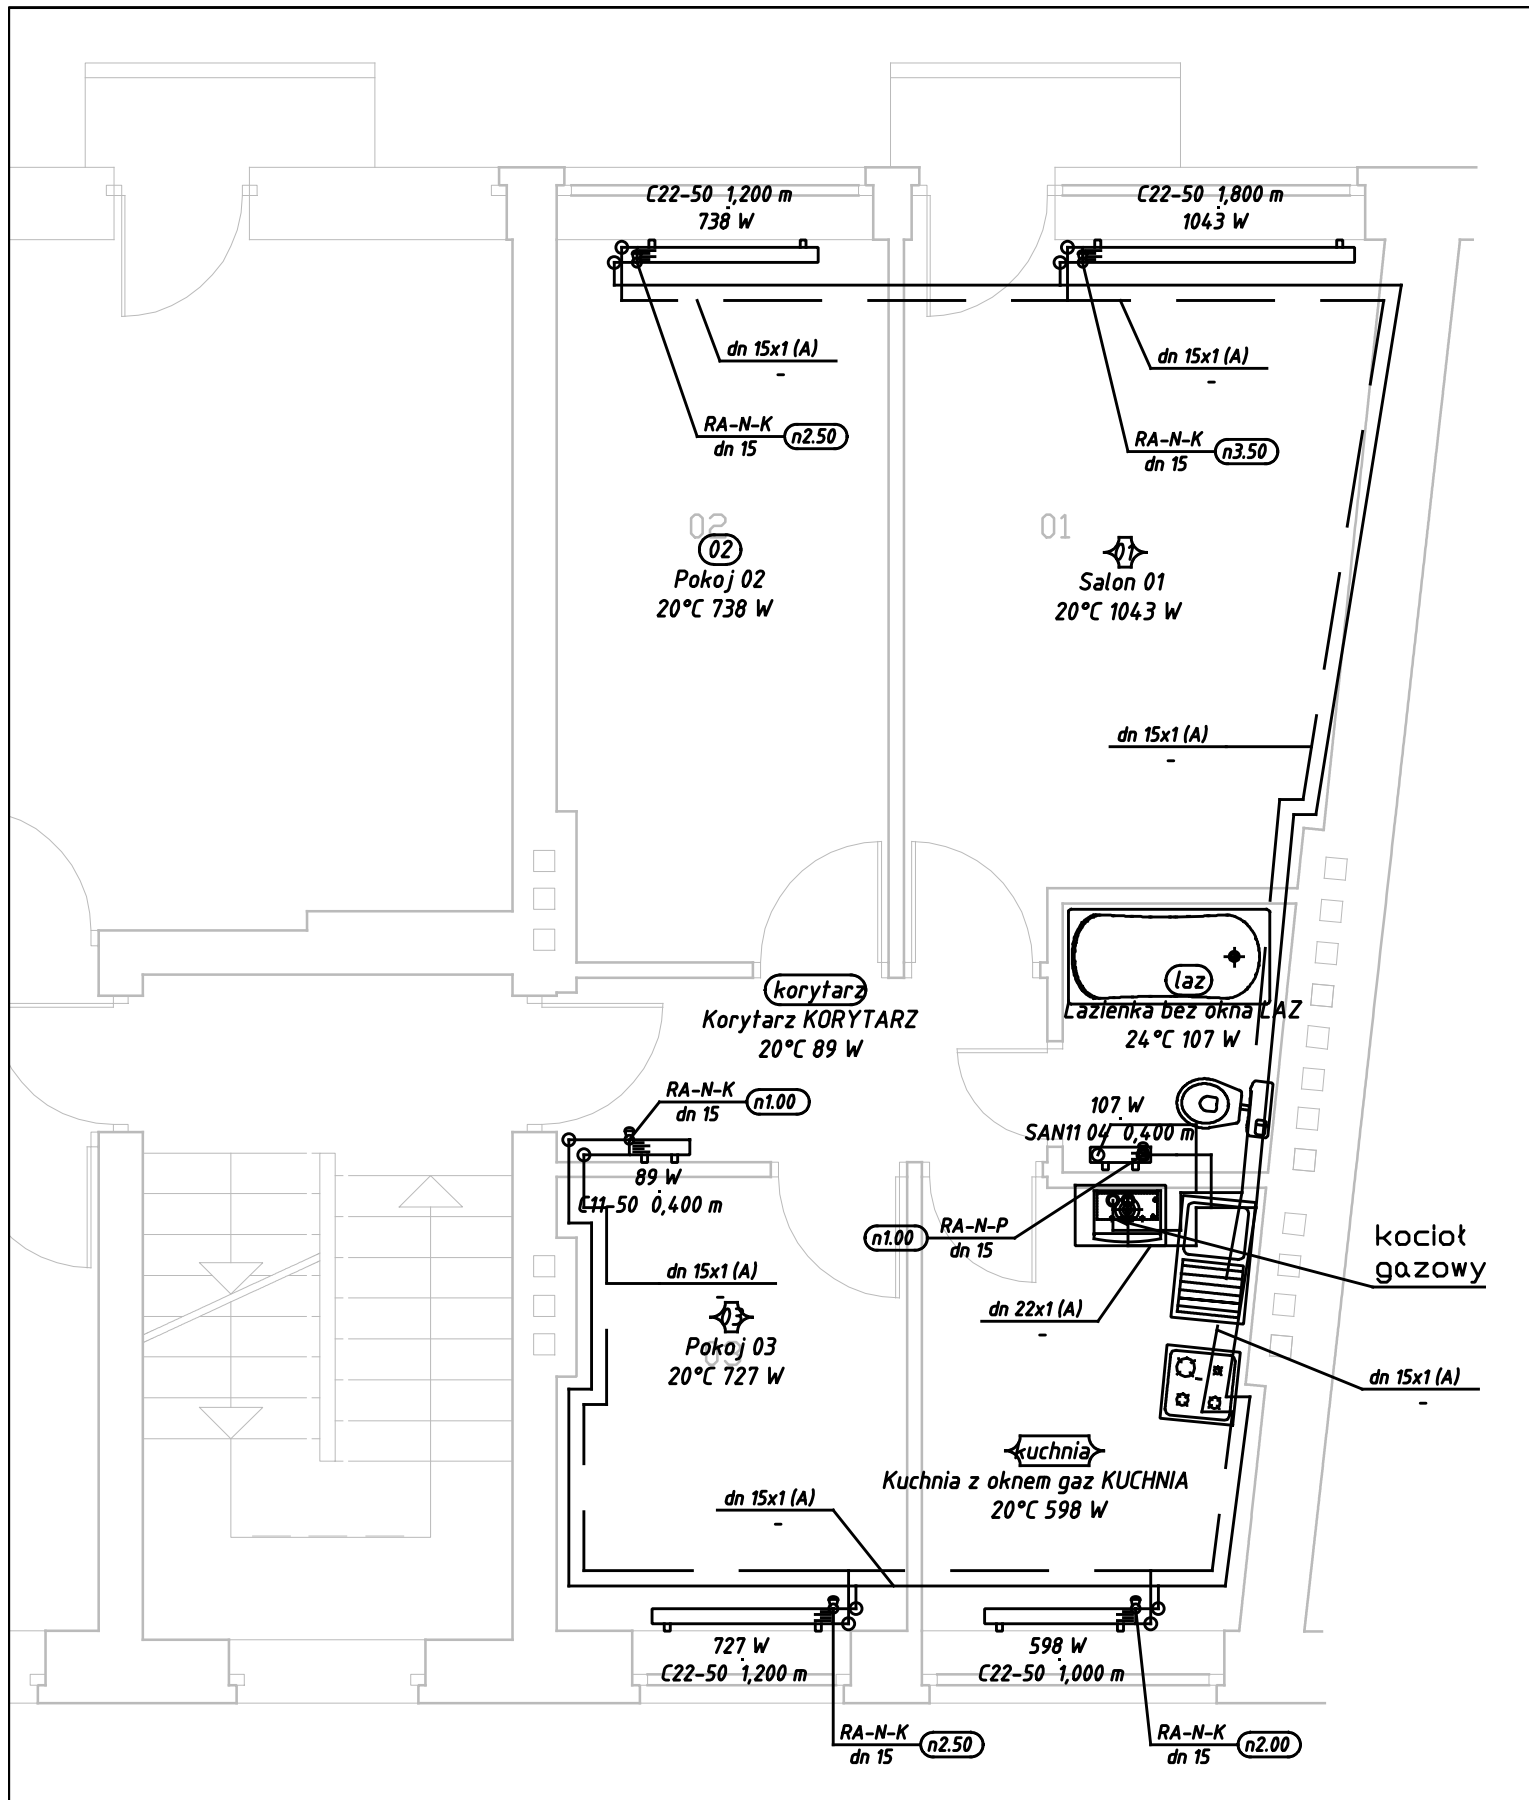 C22-50 1,200 m
738 W
C22-50 1,800 m
1043 W
dn 15x1 (A)
-
dn 15x1 (A)
-
RA-N-K
dn 15
n2.50
RA-N-K
dn 15
n3.50
02
02
Pokoj 02
20°C 738 W
01
01
Salon 01
20°C 1043 W
dn 15x1 (A)
-
korytarz
Korytarz KORYTARZ
20°C 89 W
laz
Lazienka bez okna LAZ
24°C 107 W
RA-N-K
dn 15
n1.00
107 W
SAN11 04 0,400 m
89 W
C11-50 0,400 m
n1.00
RA-N-P
dn 15
kocioł
gazowy
dn 15x1 (A)
-
03
Pokoj 03
03
20°C 727 W
dn 22x1 (A)
-
dn 15x1 (A)
-
kuchnia
Kuchnia z oknem gaz KUCHNIA
20°C 598 W
dn 15x1 (A)
-
727 W
C22-50 1,200 m
598 W
C22-50 1,000 m
RA-N-K
dn 15
n2.50
RA-N-K
dn 15
n2.00